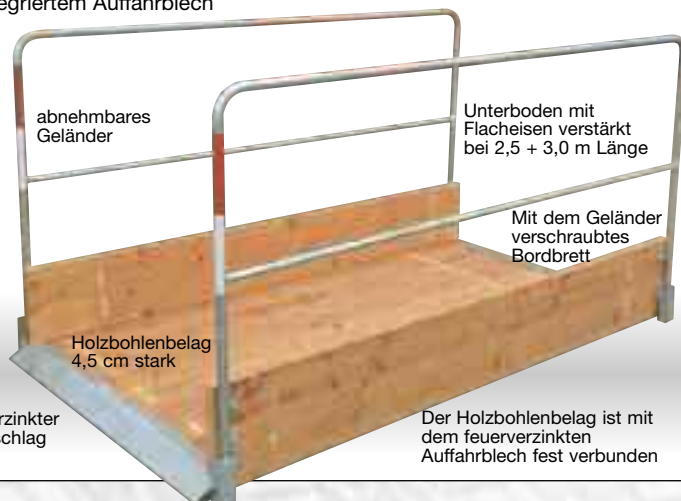 Auffahrblech
abnehmbares
Geländer
Unterboden mit
Flacheisen verstärkt
bei 2,5 + 3,0 m Länge
Mit dem Geländer
verschraubtes
Bordbrett
Holzbohlenbelag
4,5 cm stark
Der Holzbohlenbelag ist mit
dem feuerverzinkten
Auffahrblech fest verbunden